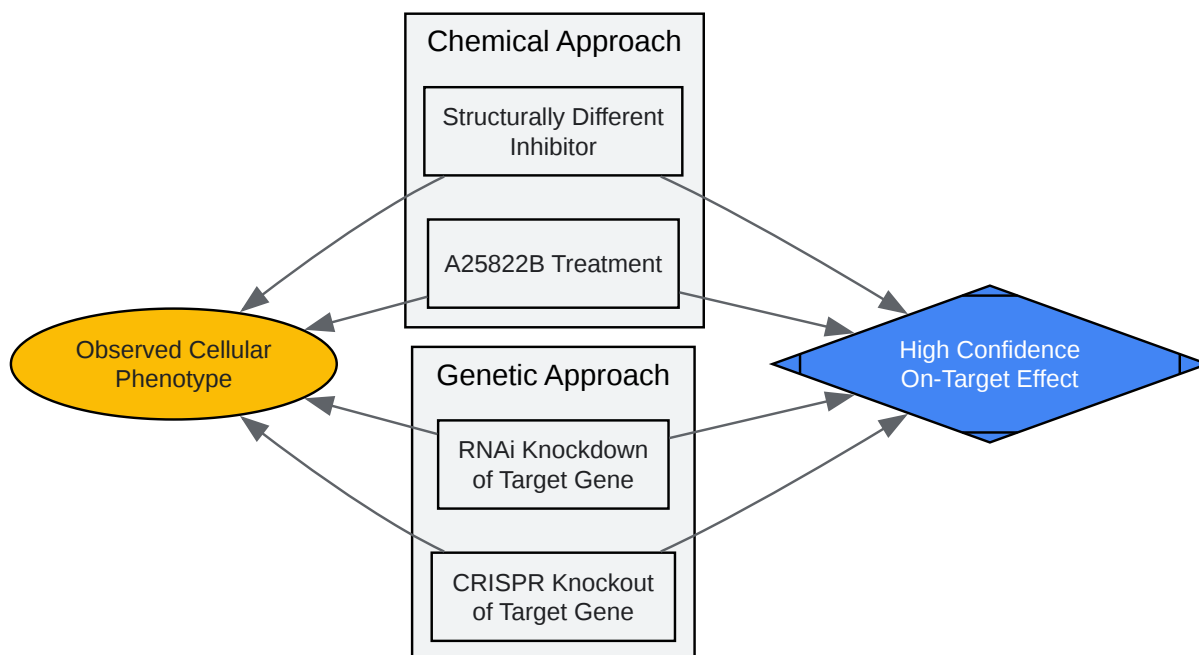 Chemical Approach
Structurally Different
Inhibitor
A25822B Treatment
Observed Cellular
Phenotype
High Confidence
On-Target Effect
Genetic Approach
RNAi Knockdown
of Target Gene
CRISPR Knockout
of Target Gene